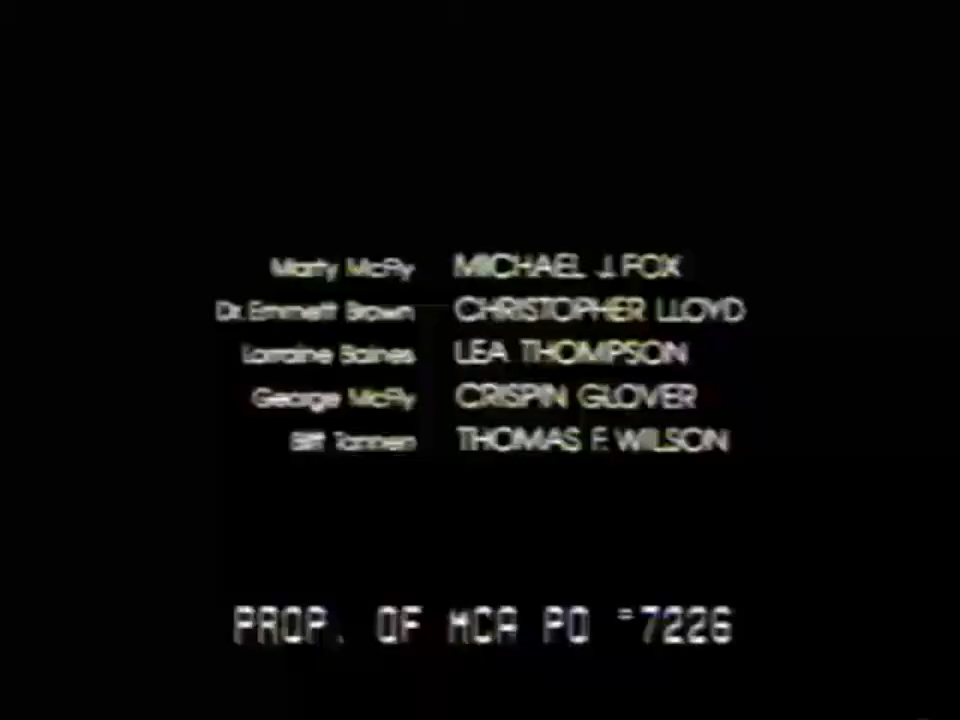 Marty McFly MICHAEL J. FOX
Dr. Emmett Brown CHRISTOPHER LLOYD
Lorraine Baines LEA THOMPSON
George McFly CRISPIN GLOVER
Biff Tannen THOMAS F. WILSON
PROP. OF MCA PO #7226